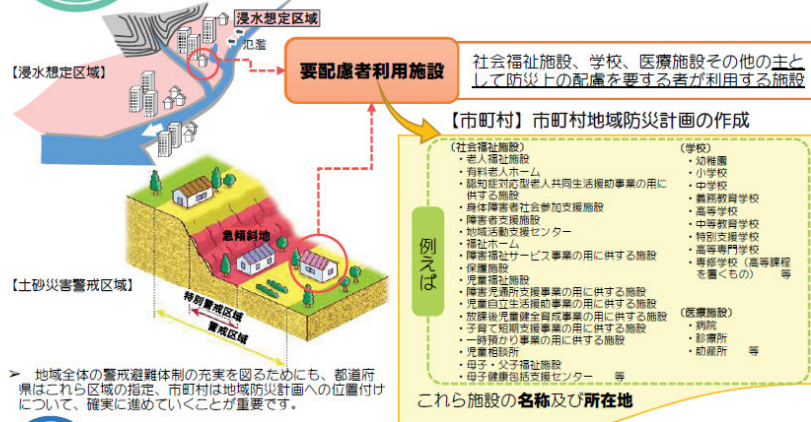 浸水想定区域
氾濫
【浸水想定区域】
要配慮者利用施設
社会福祉施設、学校、医療施設その他の主と
して防災上の配慮を要する者が利用する施設
【市町村】市町村地域防災計画の作成
例えば
(社会福祉施設)
・老人福祉施設
・有料老人ホーム
・認知症対応型老人共同生活援助事業の用に
供する施設
・身体障害者社会参加支援施設
・障害者支援施設
・地域活動支援センター
・福祉ホーム
・障害福祉サービス事業の用に供する施設
・保護施設
・児童福祉施設
・障害児通所支援事業の用に供する施設
・児童自立生活援助事業の用に供する施設
・放課後児童健全育成事業の用に供する施設
・子育て短期支援事業の用に供する施設
・一時預かり事業の用に供する施設
・児童相談所
・母子・父子福祉施設
・母子健康包括支援センター 等
(学校)
・幼稚園
・小学校
・中学校
・義務教育学校
・高等学校
・中等教育学校
・特別支援学校
・高等専門学校
・専修学校(高等課程
を置くもの) 等
(医療施設)
・病院
・診療所
・助産所 等
これら施設の名称及び所在地
急傾斜地
【土砂災害警戒区域】
特別警戒区域
警戒区域
➢ 地域全体の警戒避難体制の充実を図るためにも、都道府
県はこれら区域の指定、市町村は地域防災計画への位置付け
について、確実に進めていくことが重要です。